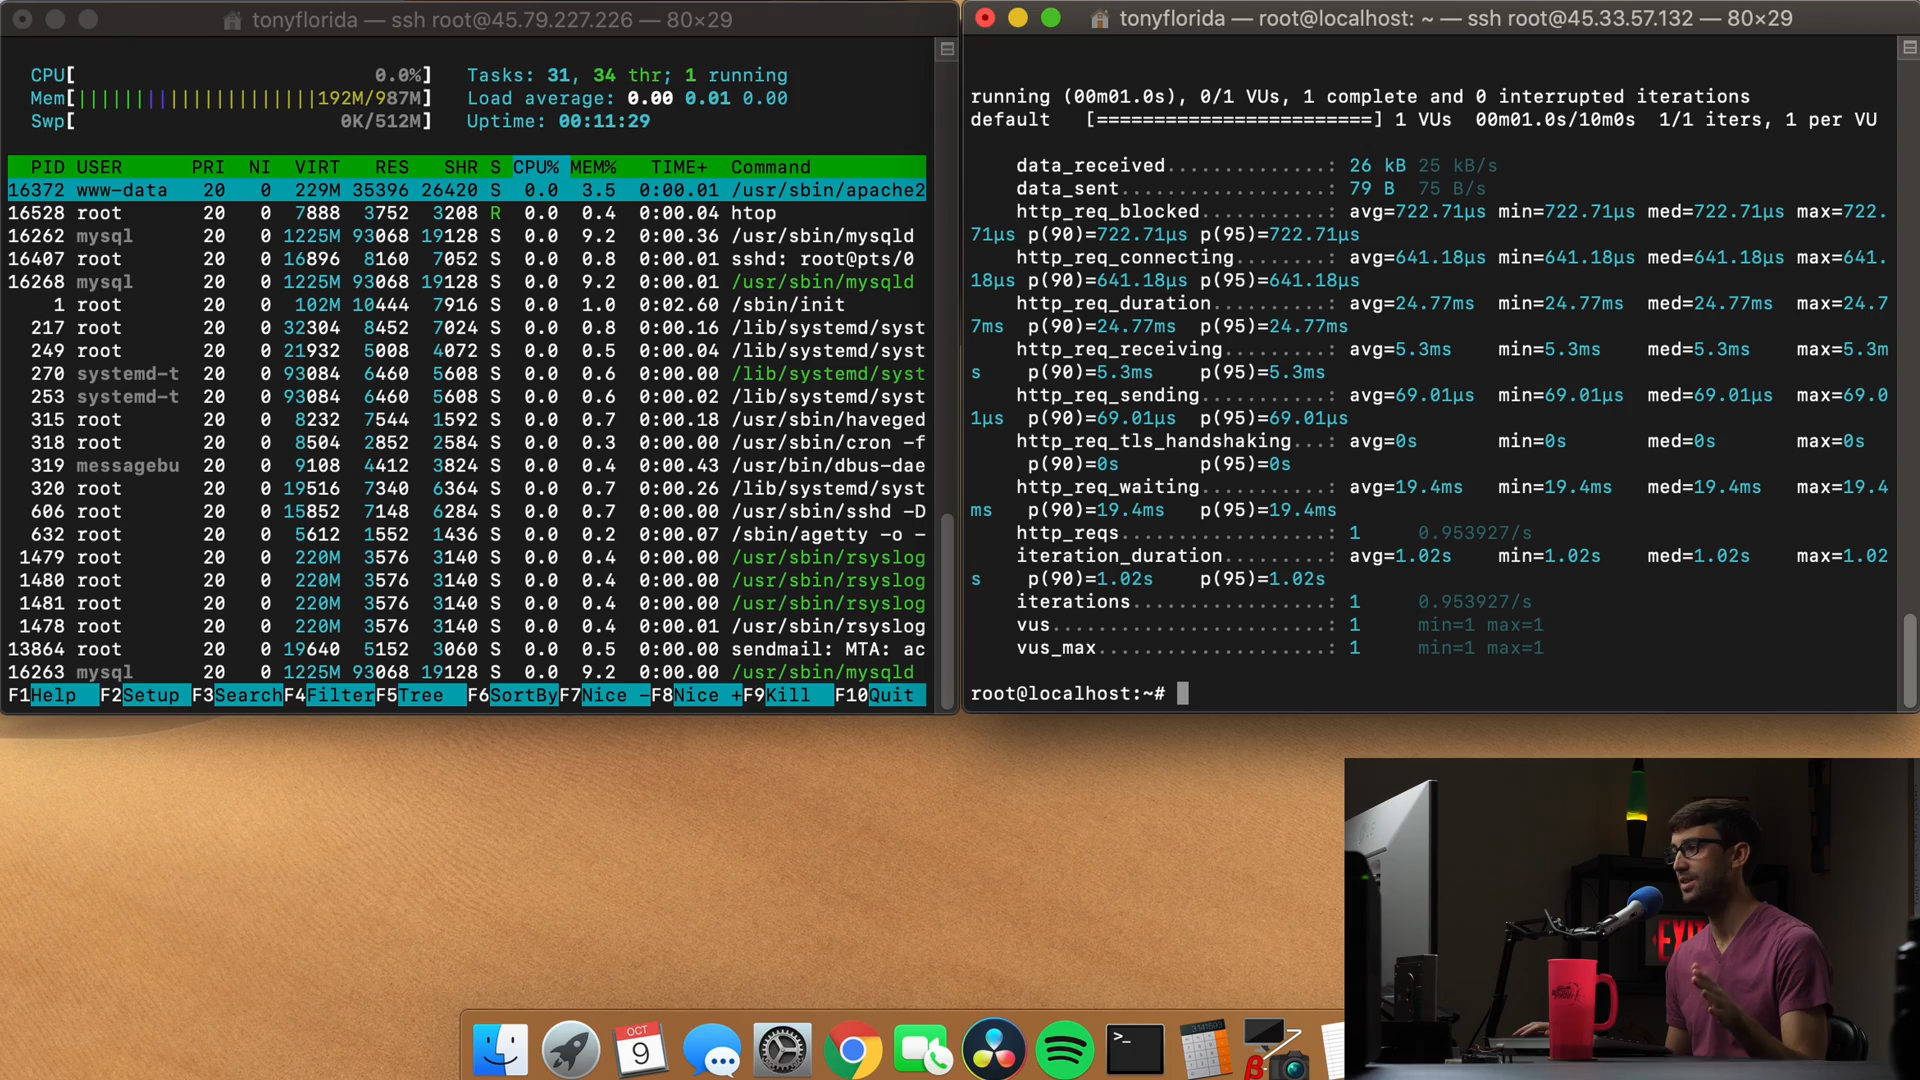 tonyflorida — ssh root@45.79.227.226 — 80×29
CPU[ 0.0%] Tasks: 31, 34 thr; 1 running
Mem[||||||||||||||||||||||192M/987M] Load average: 0.00 0.01 0.00
Swp[ 0K/512M] Uptime: 00:11:29
PID USER PRI NI VIRT RES SHR S CPU% MEM% TIME+ Command
16372 www-data 20 0 229M 35396 26420 S 0.0 3.5 0:00.01 /usr/sbin/apache2
16528 root 20 0 7888 3752 3208 R 0.0 0.4 0:00.04 htop
16262 mysql 20 0 1225M 93068 19128 S 0.0 9.2 0:00.36 /usr/sbin/mysqld
16407 root 20 0 16896 8160 7052 S 0.0 0.8 0:00.01 sshd: root@pts/0
16268 mysql 20 0 1225M 93068 19128 S 0.0 9.2 0:00.01 /usr/sbin/mysqld
1 root 20 0 102M 10444 7916 S 0.0 1.0 0:02.60 /sbin/init
217 root 20 0 32304 8452 7024 S 0.0 0.8 0:00.16 /lib/systemd/syst
249 root 20 0 21932 5008 4072 S 0.0 0.5 0:00.04 /lib/systemd/syst
270 systemd-t 20 0 93084 6460 5608 S 0.0 0.6 0:00.00 /lib/systemd/syst
253 systemd-t 20 0 93084 6460 5608 S 0.0 0.6 0:00.02 /lib/systemd/syst
315 root 20 0 8232 7544 1592 S 0.0 0.7 0:00.18 /usr/sbin/haveged
318 root 20 0 8504 2852 2584 S 0.0 0.3 0:00.00 /usr/sbin/cron -f
319 messagebu 20 0 9108 4412 3824 S 0.0 0.4 0:00.43 /usr/bin/dbus-dae
320 root 20 0 19516 7340 6364 S 0.0 0.7 0:00.26 /lib/systemd/syst
606 root 20 0 15852 7148 6284 S 0.0 0.7 0:00.00 /usr/sbin/sshd -D
632 root 20 0 5612 1552 1436 S 0.0 0.2 0:00.07 /sbin/agetty -o -
1479 root 20 0 220M 3576 3140 S 0.0 0.4 0:00.00 /usr/sbin/rsyslog
1480 root 20 0 220M 3576 3140 S 0.0 0.4 0:00.00 /usr/sbin/rsyslog
1481 root 20 0 220M 3576 3140 S 0.0 0.4 0:00.00 /usr/sbin/rsyslog
1478 root 20 0 220M 3576 3140 S 0.0 0.4 0:00.01 /usr/sbin/rsyslog
13864 root 20 0 19640 5152 3060 S 0.0 0.5 0:00.00 sendmail: MTA: ac
16263 mysql 20 0 1225M 93068 19128 S 0.0 9.2 0:00.00 /usr/sbin/mysqld
F1Help F2Setup F3SearchF4FilterF5Tree F6SortByF7Nice -F8Nice +F9Kill F10Quit
tonyflorida — root@localhost: ~ — ssh root@45.33.57.132 — 80×29
running (00m01.0s), 0/1 VUs, 1 complete and 0 interrupted iterations
default [========================] 1 VUs 00m01.0s/10m0s 1/1 iters, 1 per VU
data_received..............: 26 kB 25 kB/s
data_sent..................: 79 B 75 B/s
http_req_blocked...........: avg=722.71µs min=722.71µs med=722.71µs max=722.
71µs p(90)=722.71µs p(95)=722.71µs
http_req_connecting........: avg=641.18µs min=641.18µs med=641.18µs max=641.
18µs p(90)=641.18µs p(95)=641.18µs
http_req_duration..........: avg=24.77ms min=24.77ms med=24.77ms max=24.7
7ms p(90)=24.77ms p(95)=24.77ms
http_req_receiving.........: avg=5.3ms min=5.3ms med=5.3ms max=5.3m
s p(90)=5.3ms p(95)=5.3ms
http_req_sending...........: avg=69.01µs min=69.01µs med=69.01µs max=69.0
1µs p(90)=69.01µs p(95)=69.01µs
http_req_tls_handshaking...: avg=0s min=0s med=0s max=0s
p(90)=0s p(95)=0s
http_req_waiting...........: avg=19.4ms min=19.4ms med=19.4ms max=19.4
ms p(90)=19.4ms p(95)=19.4ms
http_reqs..................: 1 0.953927/s
iteration_duration.........: avg=1.02s min=1.02s med=1.02s max=1.02
s p(90)=1.02s p(95)=1.02s
iterations.................: 1 0.953927/s
vus........................: 1 min=1 max=1
vus_max....................: 1 min=1 max=1
root@localhost:~#
EXI
OCT
9
>_
3.141593
β